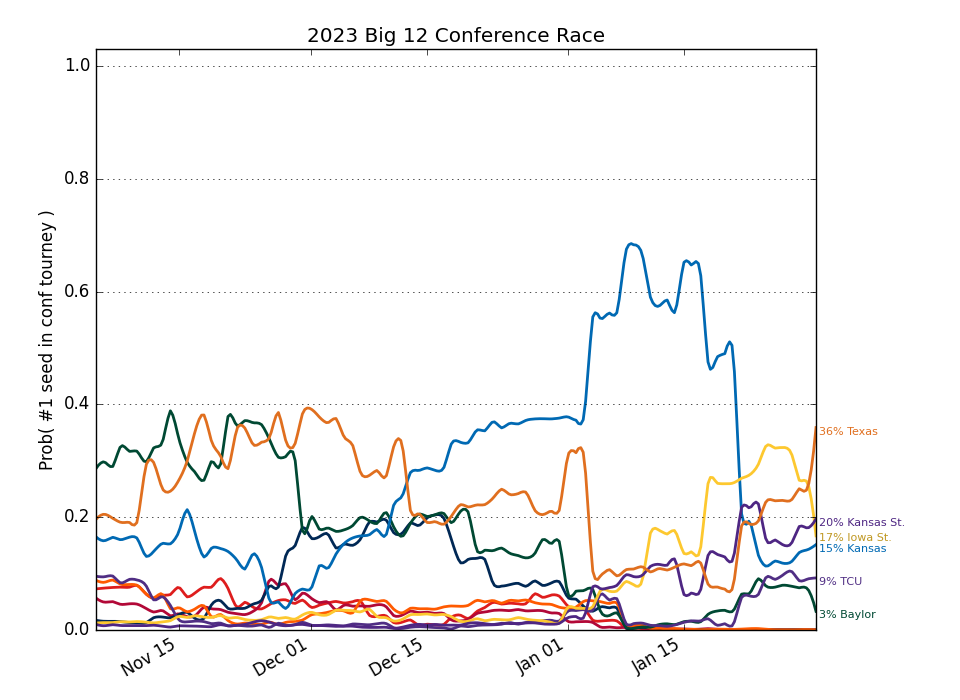 2023 Big 12 Conference Race
Prob( #1 seed in conf tourney )
1.0
0.8
0.6
0.4
0.2
0.0
Nov 15
Dec 01
Dec 15
Jan 01
Jan 15
36% Texas
20% Kansas St.
17% Iowa St.
15% Kansas
9% TCU
3% Baylor